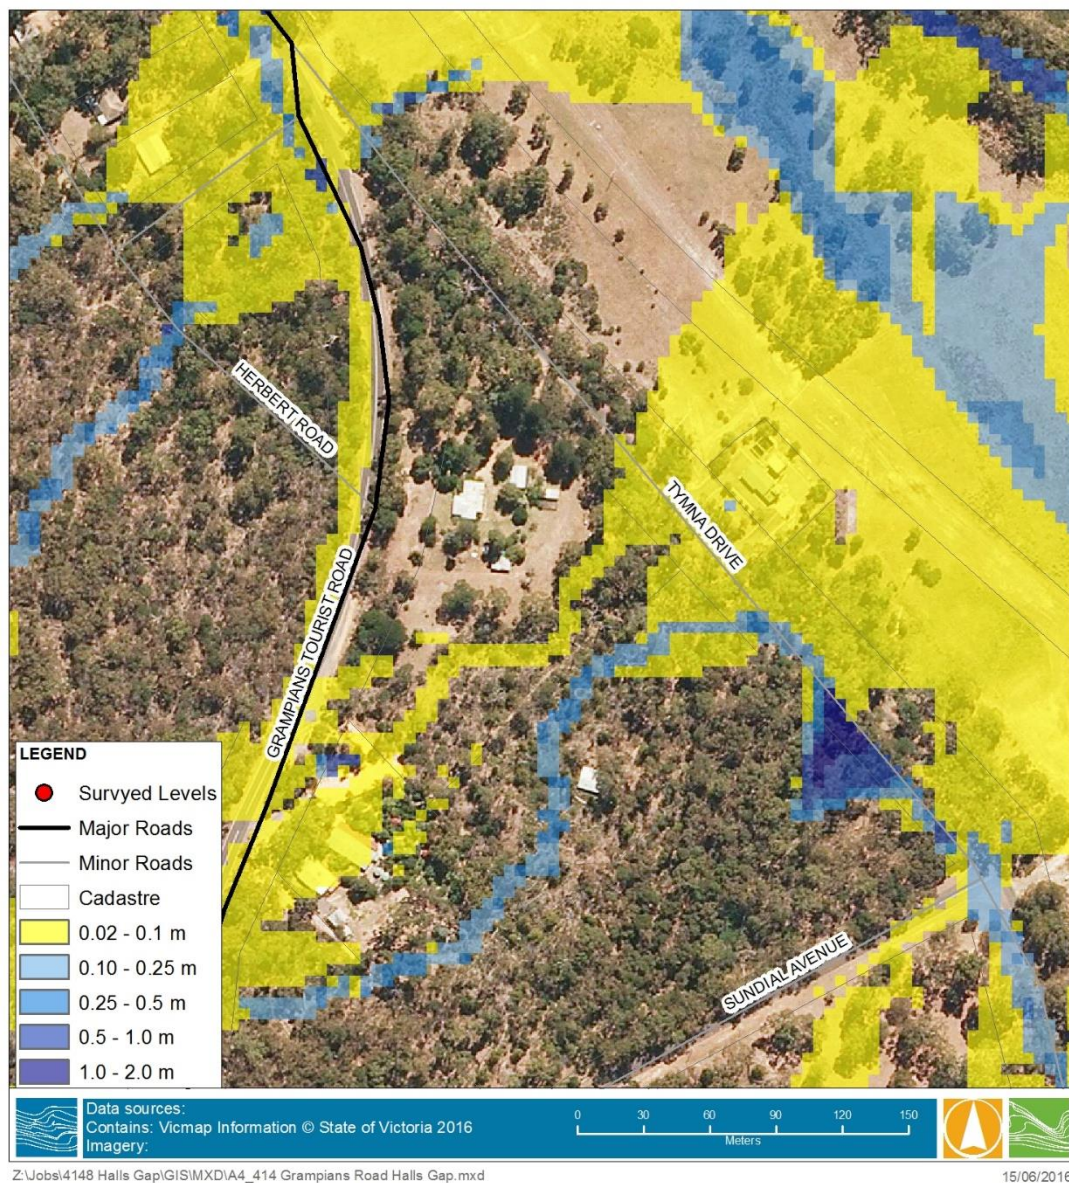 HERBERT ROAD
TYMNA DRIVE
GRAMPIANS TOURIST ROAD
SUNDIAL AVENUE
LEGEND
Survyed Levels
Major Roads
Minor Roads
Cadastre
0.02 - 0.1 m
0.10 - 0.25 m
0.25 - 0.5 m
0.5 - 1.0 m
1.0 - 2.0 m
Data sources:
Contains: Vicmap Information © State of Victoria 2016
Imagery:
0 30 60 90 120 150
Meters
Z:\Jobs\4148 Halls Gap\GIS\MXD\A4_414 Grampians Road Halls Gap.mxd
15/06/2016